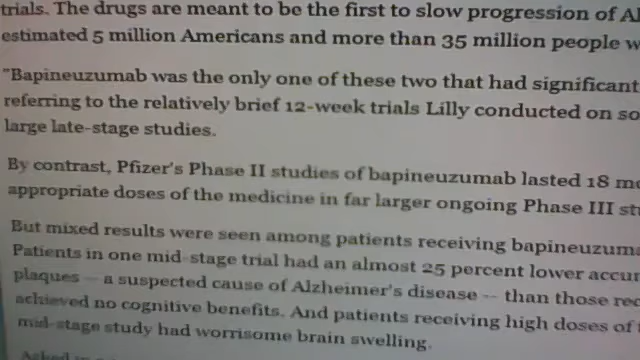 trials. The drugs are meant to be the first to slow progression of
estimated 5 million Americans and more than 35 million people
"Bapineuzumab was the only one of these two that had significant
referring to the relatively brief 12-week trials Lilly conducted on
large late-stage studies.
By contrast, Pfizer's Phase II studies of bapineuzumab lasted 18
appropriate doses of the medicine in far larger ongoing Phase III
But mixed results were seen among patients receiving
Patients in one mid-stage trial had an almost 25 percent lower
plaques -- a suspected cause of Alzheimer's disease -- than those
achieved no cognitive benefits. And patients receiving high doses of
mid-stage study had worrisome brain swelling.
Asked